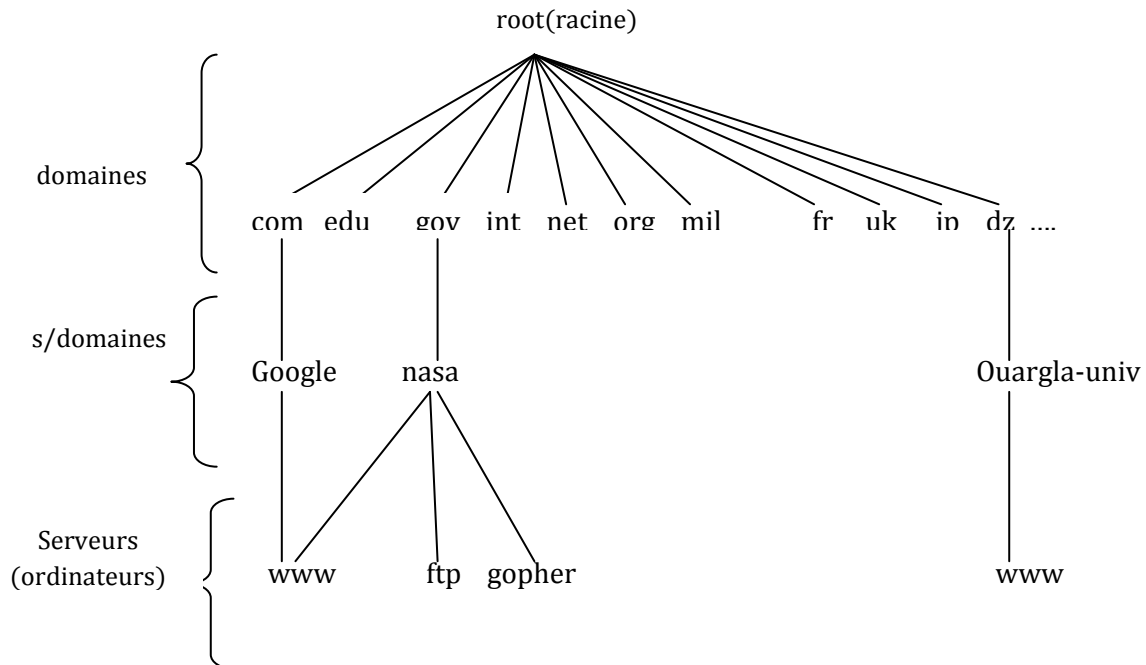 root(racine)
domaines
com edu gov int net org mil fr uk jp dz ....
s/domaines
Google nasa Ouargla-univ
Serveurs
(ordinateurs)
www ftp gopher www